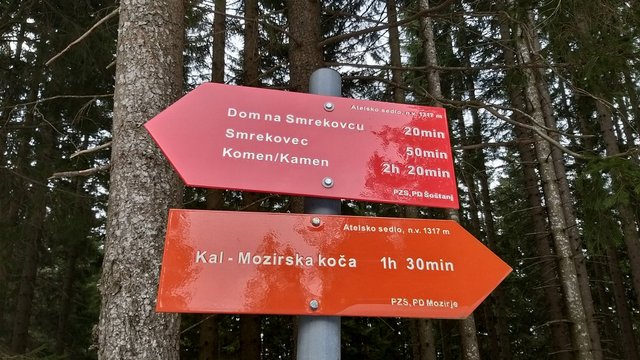 Atelsko sedlo, n.v. 1317 m
Dom na Smrekovcu 20min
Smrekovec 50min
Komen/Kamen 2h 20min
PZS, PD Šoštanj
Atelsko sedlo, n.v. 1317 m
Kal - Mozirska koča 1h 30min
PZS, PD Mozirje